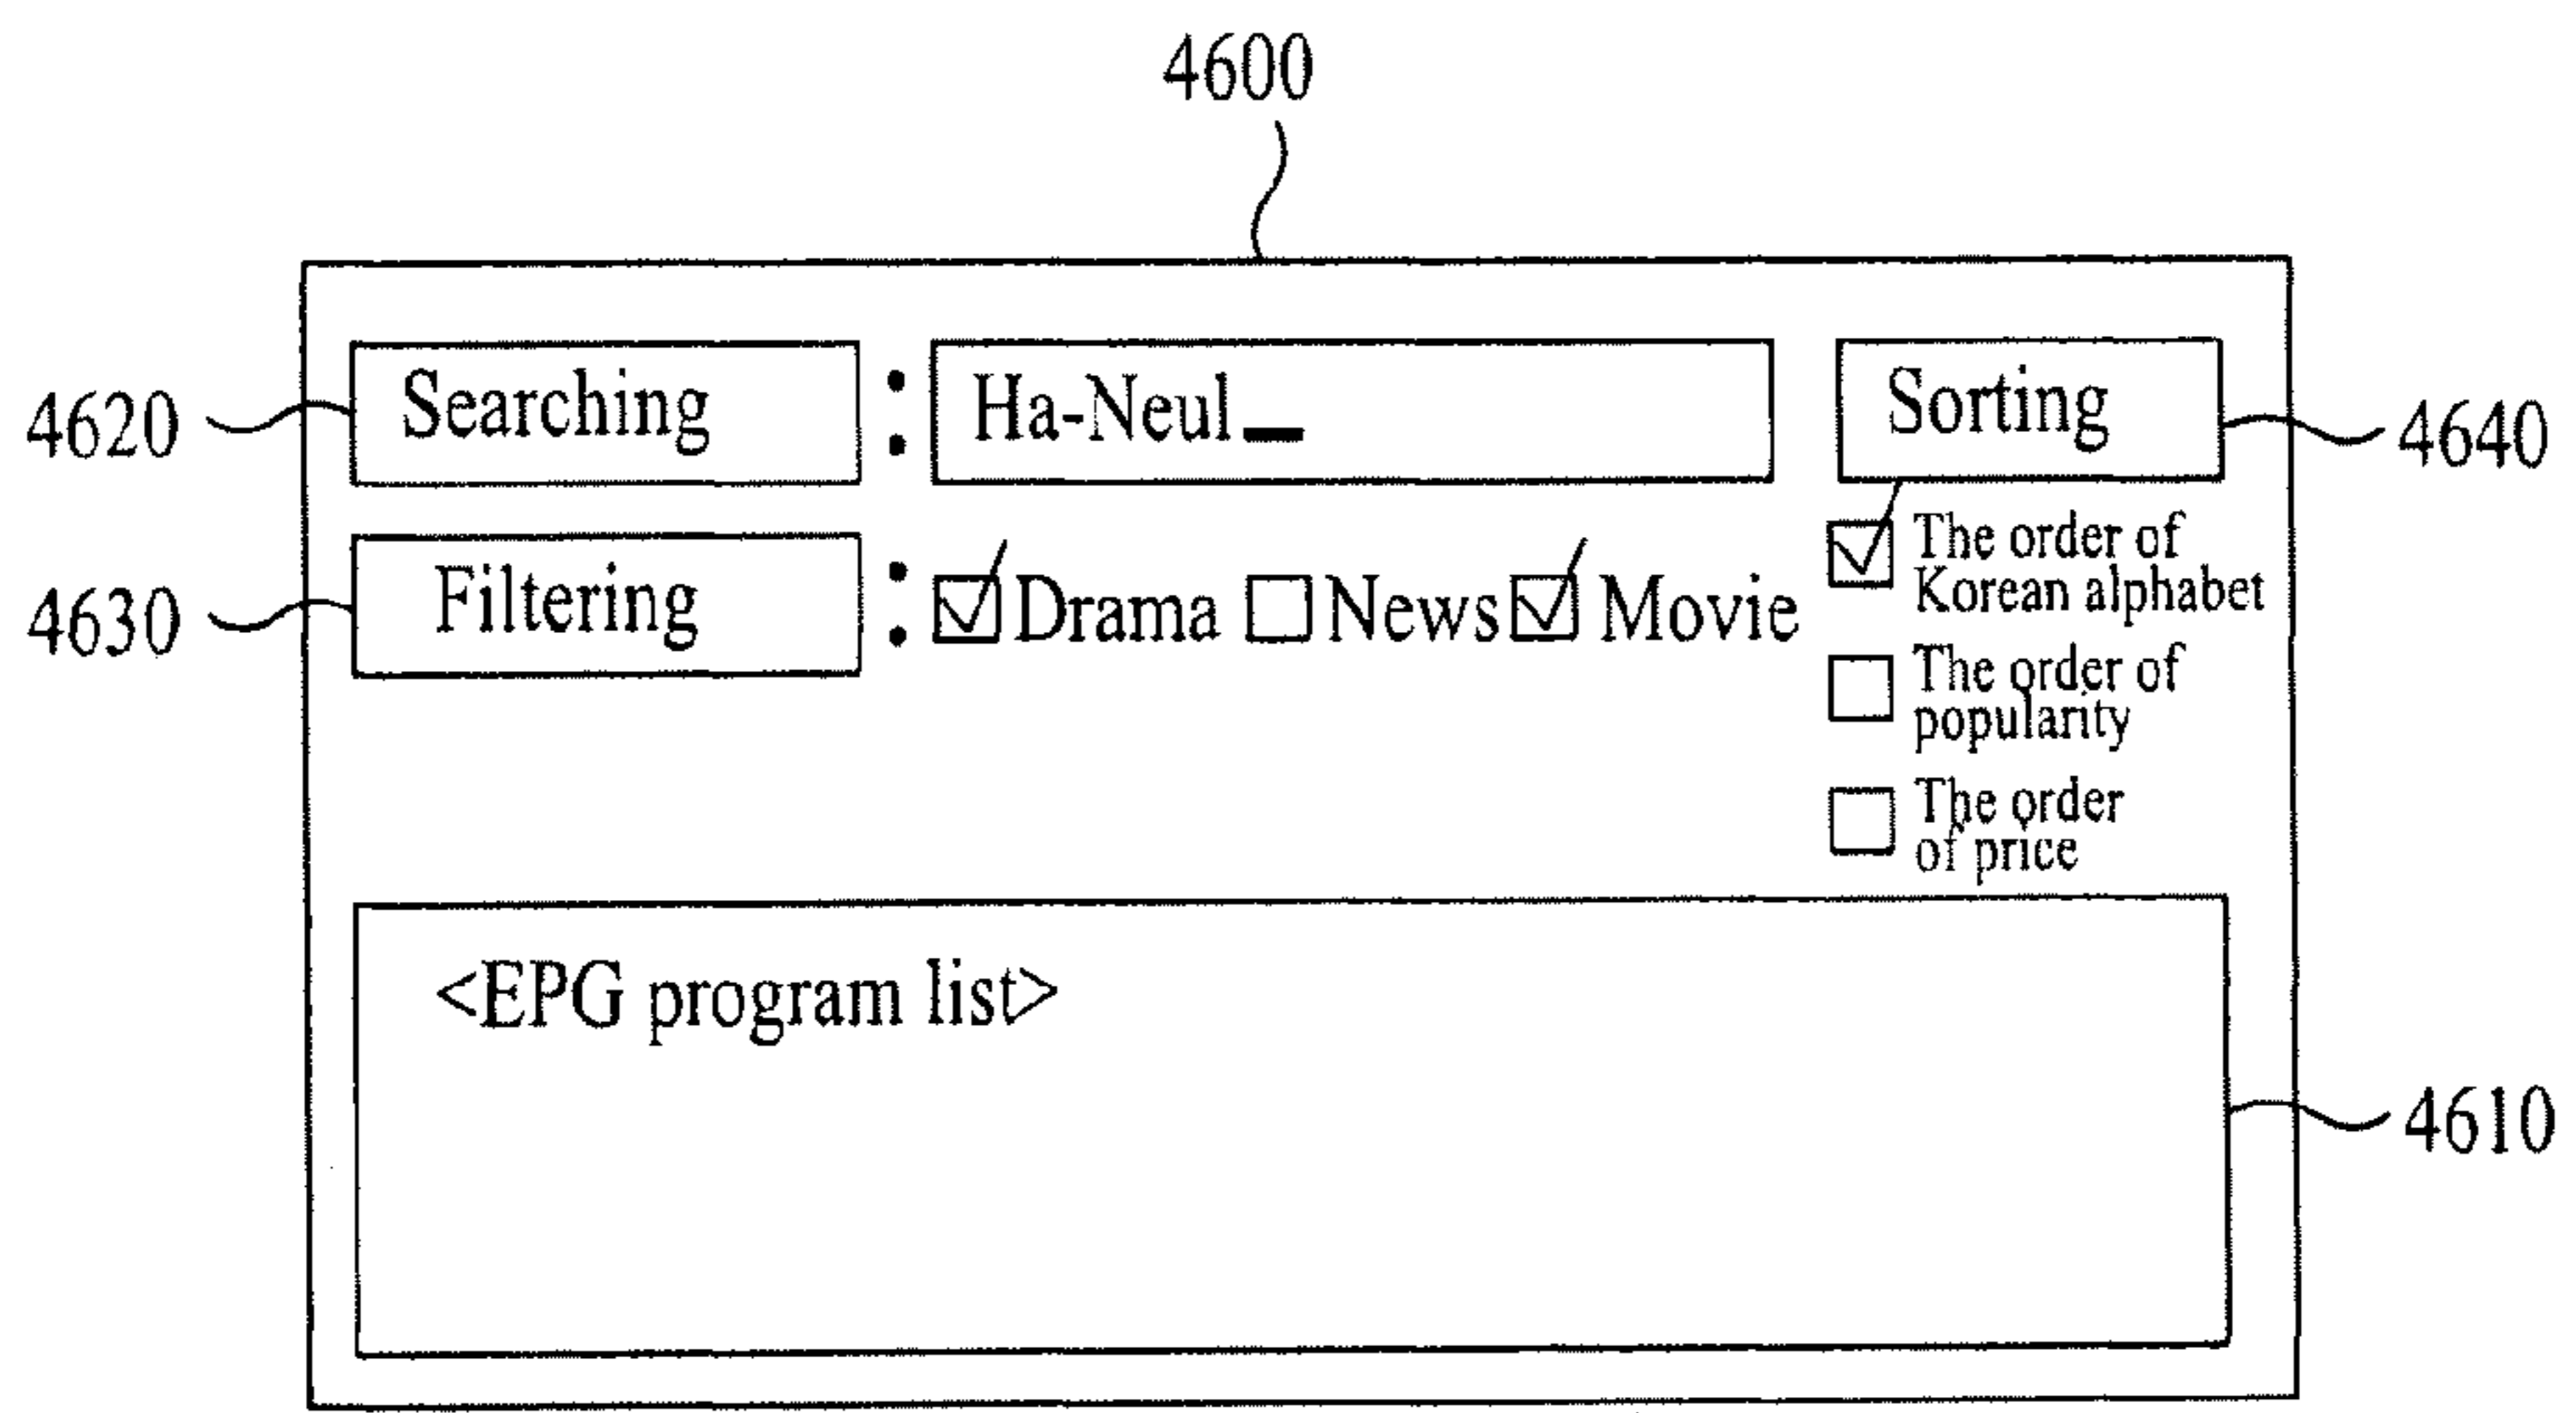 4600
4620
Searching : Ha-Neul_
Sorting
4640
4630
Filtering : Drama News Movie
The order of
Korean alphabet
The order of
popularity
The order
of price
<EPG program list>
4610